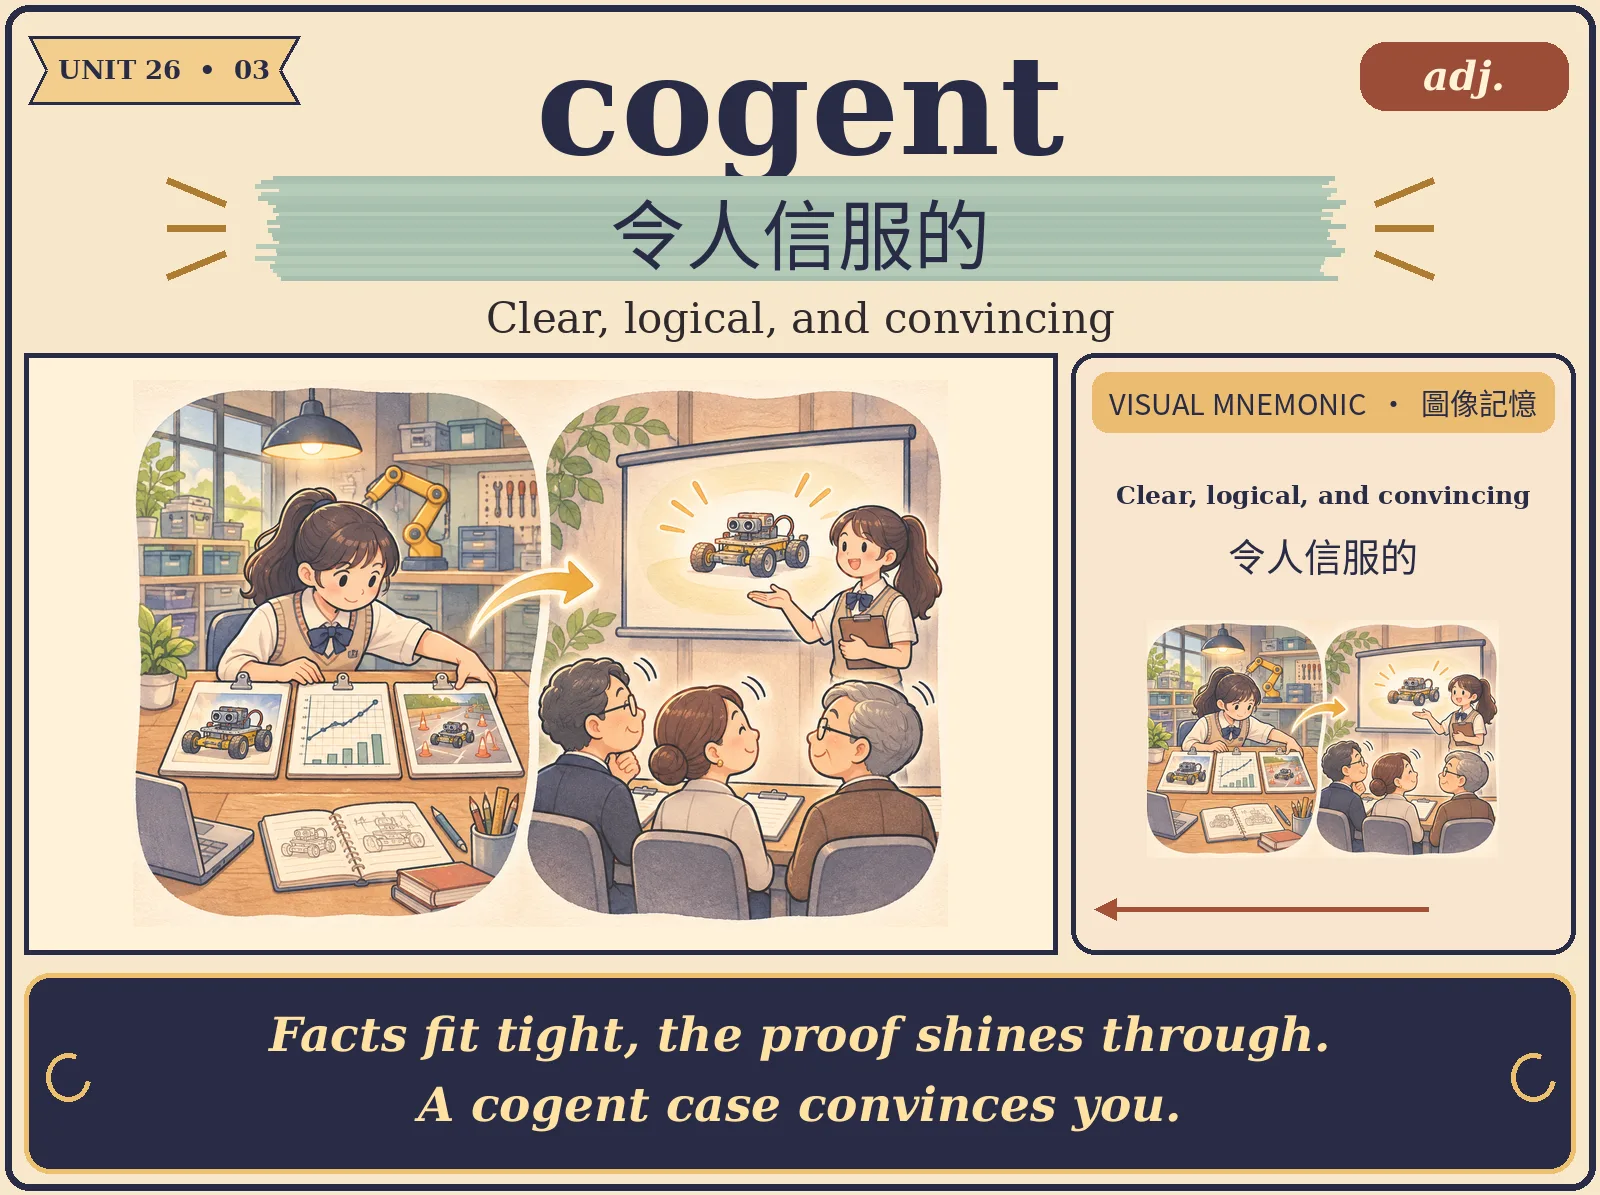 UNIT 26 • 03
cogent
adj.
令人信服的
Clear, logical, and convincing
VISUAL MNEMONIC • 圖像記憶
Clear, logical, and convincing
令人信服的
Facts fit tight, the proof shines through.
A cogent case convinces you.